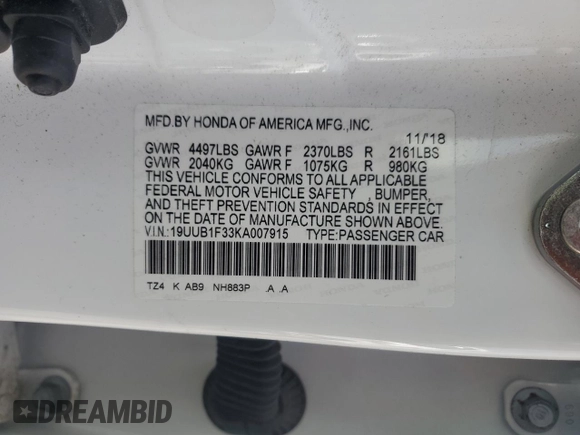 MFD.BY HONDA OF AMERICA MFG.,INC.
11/'18
GVWR 4497LBS GAWR F 2370LBS R 2161LBS
GVWR 2040KG GAWR F 1075KG R 980KG
THIS VEHICLE CONFORMS TO ALL APPLICABLE
FEDERAL MOTOR VEHICLE SAFETY , BUMPER,
AND THEFT PREVENTION STANDARDS IN EFFECT
ON THE DATE OF MANUFACTURE SHOWN ABOVE.
V.I.N.:19UUB1F33KA007915 TYPE:PASSENGER CAR
TZ4 K AB9 NH883P .A .A
DREAMBID